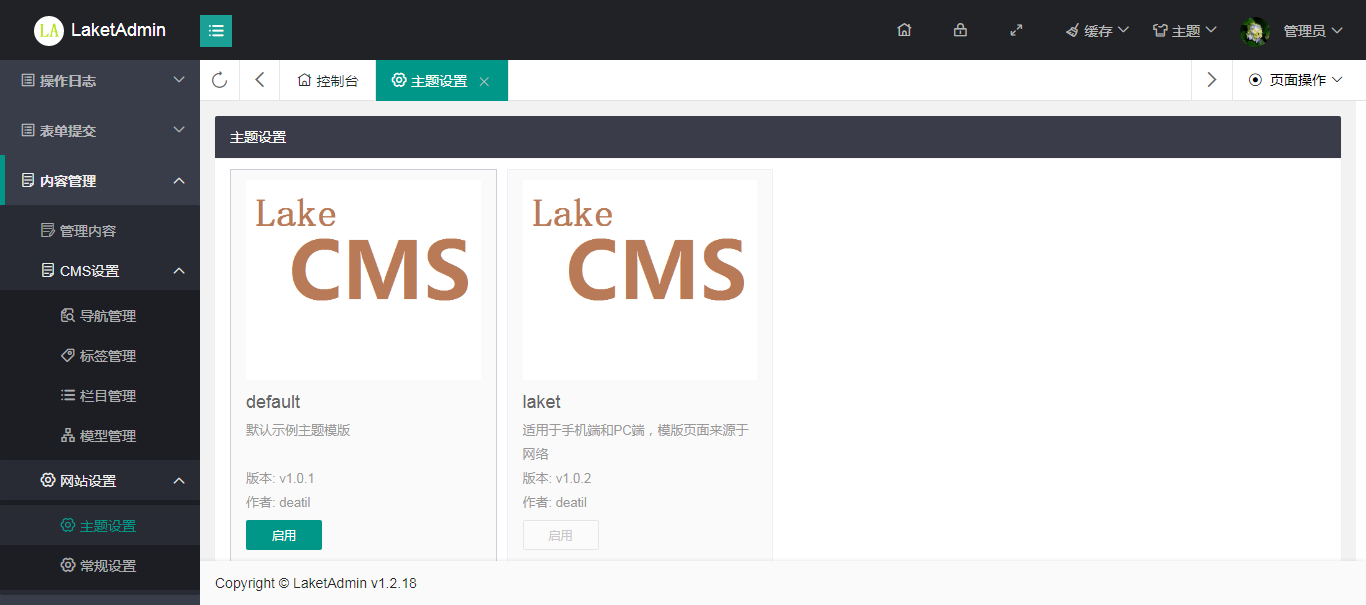 LA LaketAdmin
缓存
主题
管理员
操作日志
表单提交
内容管理
管理内容
CMS设置
导航管理
标签管理
栏目管理
模型管理
网站设置
主题设置
常规设置
控制台
主题设置
页面操作
主题设置
Lake
CMS
default
默认示例主题模版
版本: v1.0.1
作者: deatil
启用
Lake
CMS
laket
适用于手机端和PC端，模版页面来源于
网络
版本: v1.0.2
作者: deatil
启用
Copyright © LaketAdmin v1.2.18